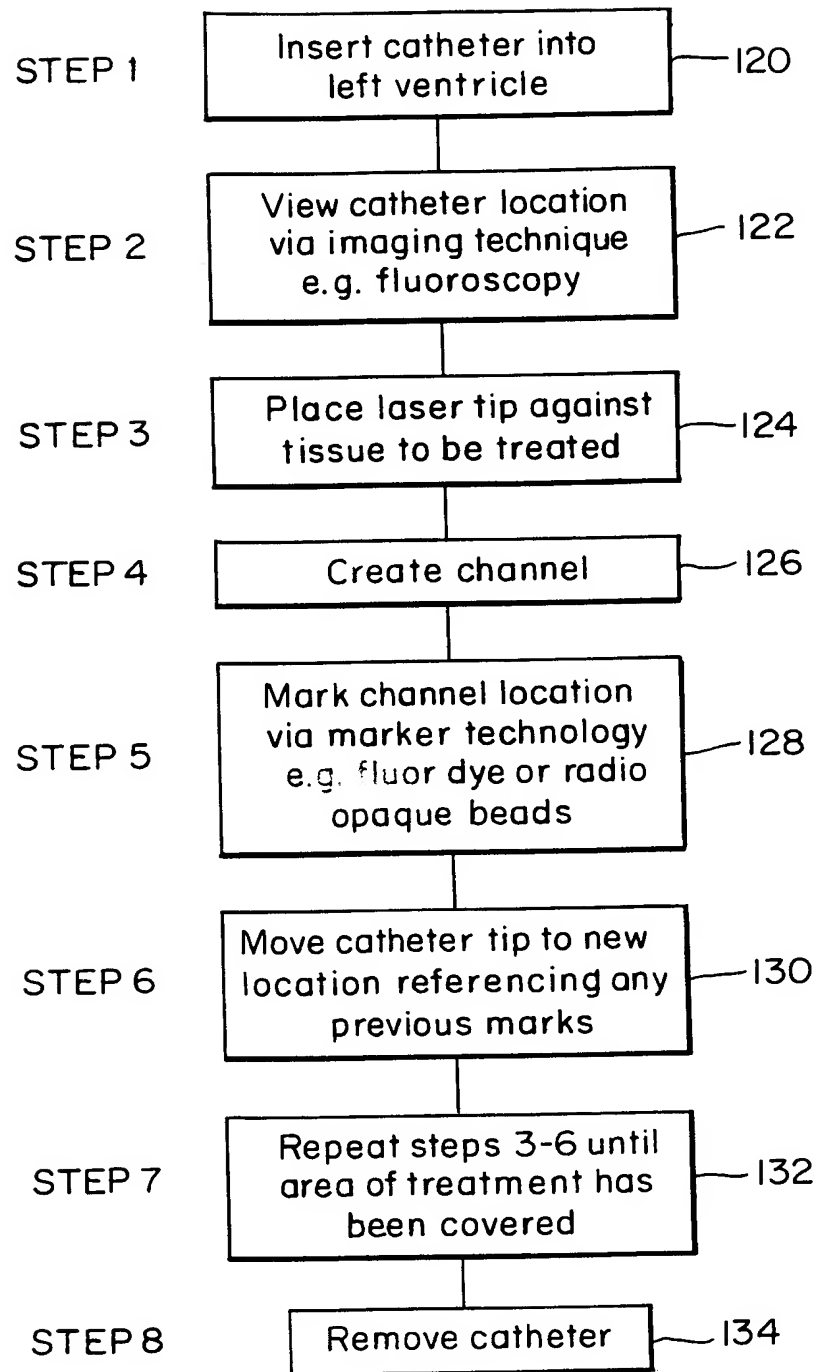 STEP 1
Insert catheter into
left ventricle
120
STEP 2
View catheter location
via imaging technique
e.g. fluoroscopy
122
STEP 3
Place laser tip against
tissue to be treated
124
STEP 4
Create channel
126
STEP 5
Mark channel location
via marker technology
e.g. fluor dye or radio
opaque beads
128
STEP 6
Move catheter tip to new
location referencing any
previous marks
130
STEP 7
Repeat steps 3-6 until
area of treatment has
been covered
132
STEP 8
Remove catheter
134